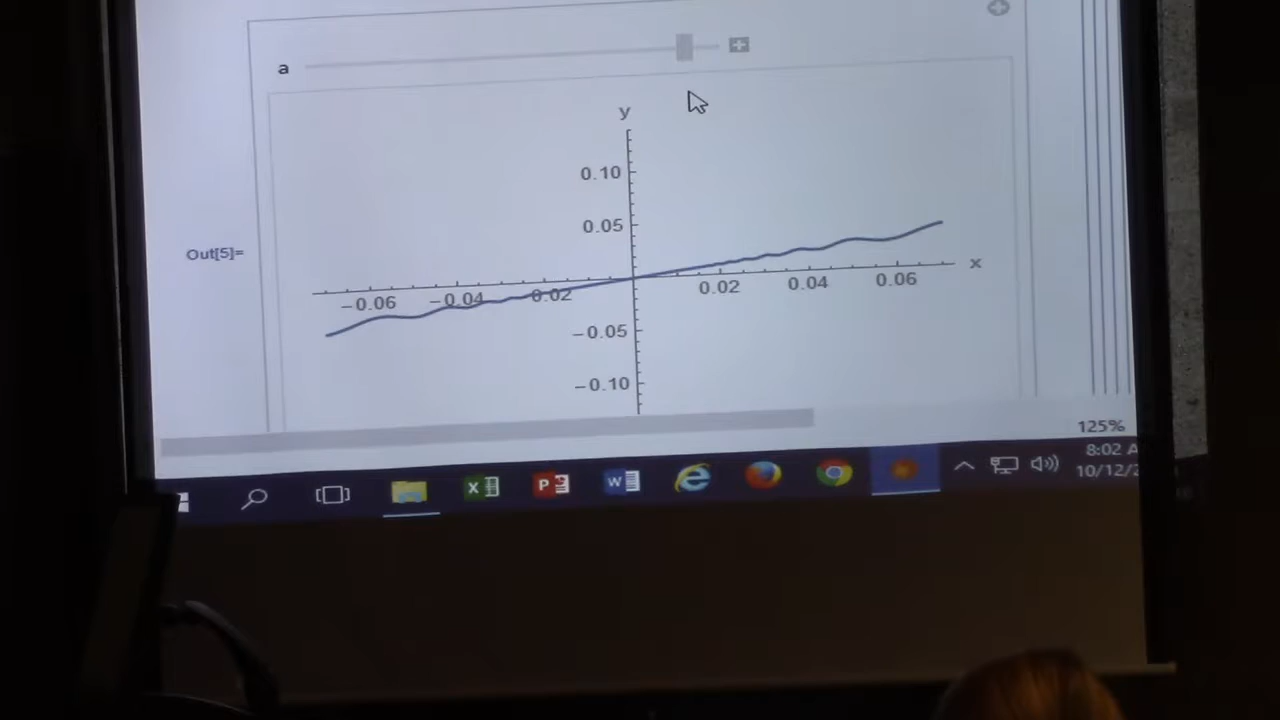 a
y
0.10
0.05
Out[5]=
x
−0.06
−0.04
0.02
0.02
0.04
0.06
−0.05
−0.10
125%
8:02 A
10/12/2
X
P
W